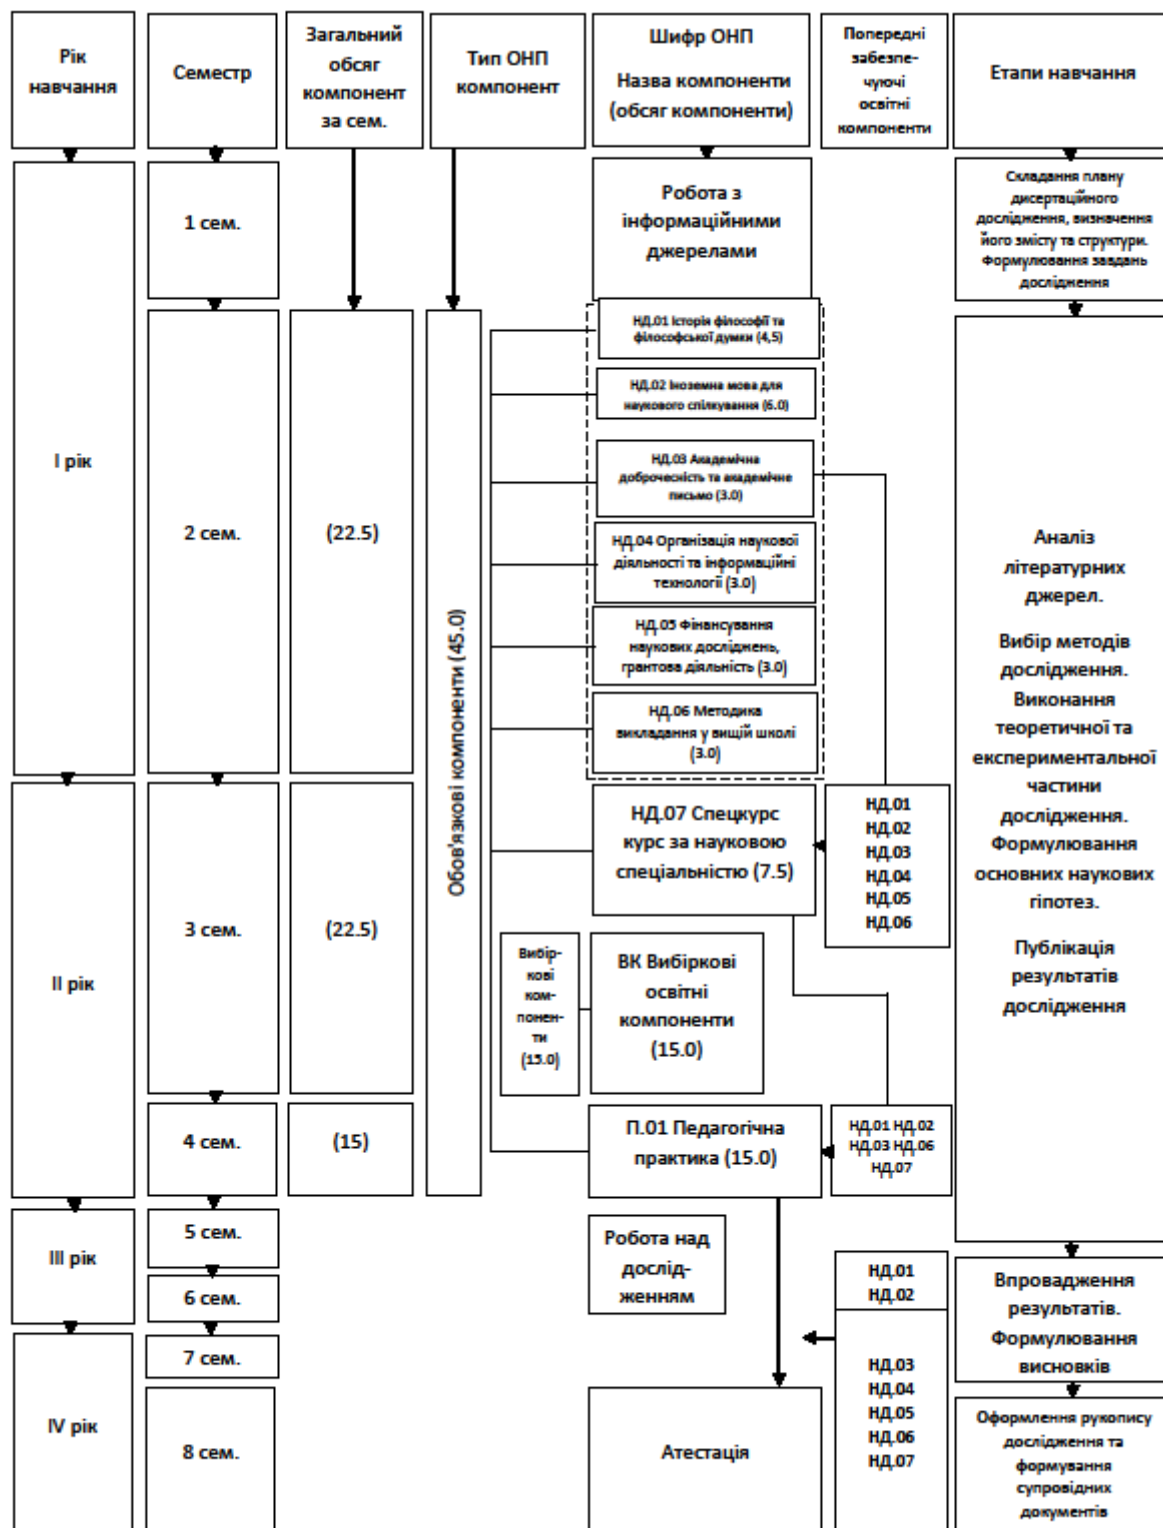 Рік
навчання
Семестр
Загальний
обсяг
компонент
за сем.
Тип ОНП
компонент
Шифр ОНП
Назва компоненти
(обсяг компоненти)
Попередні
забезпе-
чуючі
освітні
компоненти
Етапи навчання
I рік
1 сем.
Робота з
інформаційними
джерелами
Складання плану
дисертаційного
дослідження, визначення
його змісту та структури.
Формулювання завдань
дослідження
2 сем.
(22.5)
Обов'язкові компоненти (45.0)
НД.01 Історія філософії та
філософської думки (4,5)
НД.02 Іноземна мова для
наукового спілкування (6.0)
НД.03 Академічна
доброчесність та академічне
письмо (3.0)
НД.04 Організація наукової
діяльності та інформаційні
технології (3.0)
НД.05 Фінансування
наукових досліджень,
грантова діяльність (3.0)
НД.06 Методика
викладання у вищій школі
(3.0)
Аналіз
літературних
джерел.
Вибір методів
дослідження.
Виконання
теоретичної та
експериментальної
частини
дослідження.
Формулювання
основних наукових
гіпотез.
Публікація
результатів
дослідження
II рік
3 сем.
(22.5)
НД.07 Спецкурс
курс за науковою
спеціальністю (7.5)
НД.01
НД.02
НД.03
НД.04
НД.05
НД.06
Вибір-
кові
ком-
понен-
ти
(15.0)
ВК Вибіркові
освітні
компоненти
(15.0)
4 сем.
(15)
П.01 Педагогічна
практика (15.0)
НД.01 НД.02
НД.03 НД.06
НД.07
III рік
5 сем.
6 сем.
Робота над
дослід-
женням
НД.01
НД.02
Впровадження
результатів.
Формулювання
висновків
IV рік
7 сем.
8 сем.
Атестація
НД.03
НД.04
НД.05
НД.06
НД.07
Оформлення рукопису
дослідження та
формування
супровідних
документів